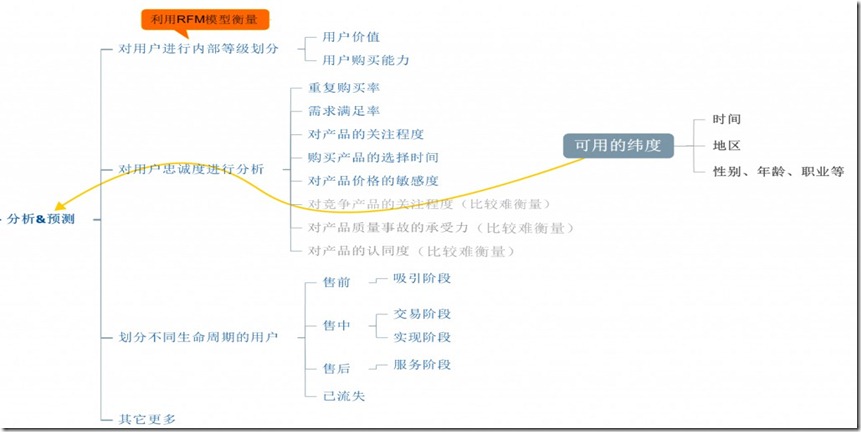 利用RFM模型衡量
对用户进行内部等级划分
用户价值
用户购买能力
对用户忠诚度进行分析
重复购买率
需求满足率
对产品的关注程度
购买产品的选择时间
对产品价格的敏感度
对竞争产品的关注程度（比较难衡量）
对产品质量事故的承受力（比较难衡量）
对产品的认同度（比较难衡量）
可用的纬度
时间
地区
性别、年龄、职业等
分析&预测
划分不同生命周期的用户
售前
吸引阶段
售中
交易阶段
实现阶段
售后
服务阶段
已流失
其它更多